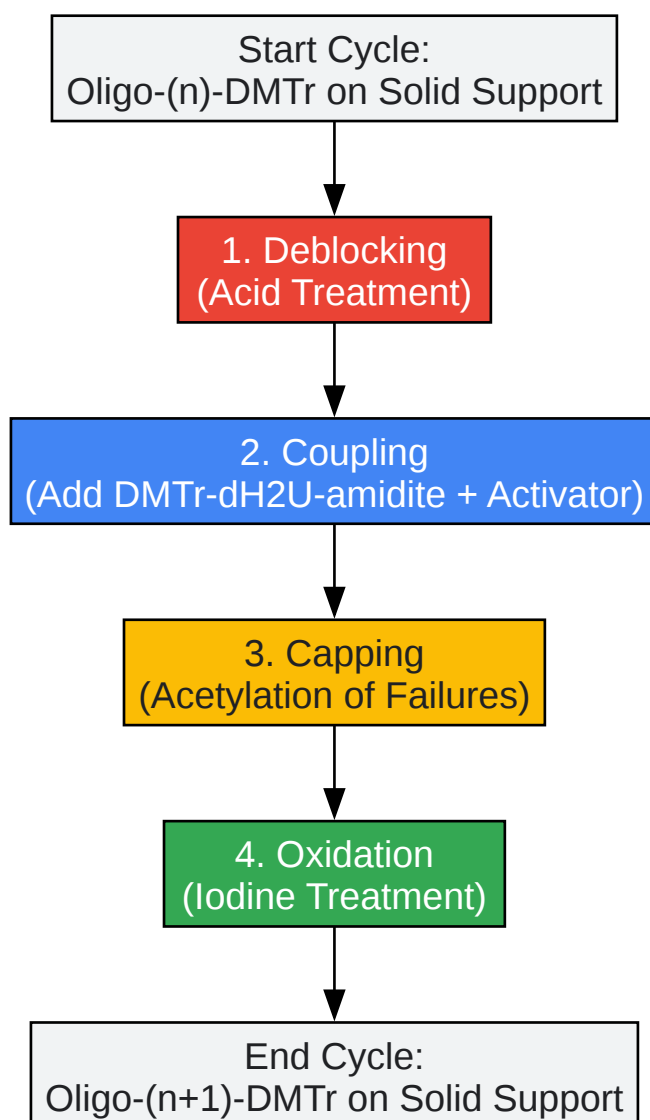 Start Cycle:
Oligo-(n)-DMTr on Solid Support
1. Deblocking
(Acid Treatment)
2. Coupling
(Add DMTr-dH2U-amidite + Activator)
3. Capping
(Acetylation of Failures)
4. Oxidation
(Iodine Treatment)
End Cycle:
Oligo-(n+1)-DMTr on Solid Support